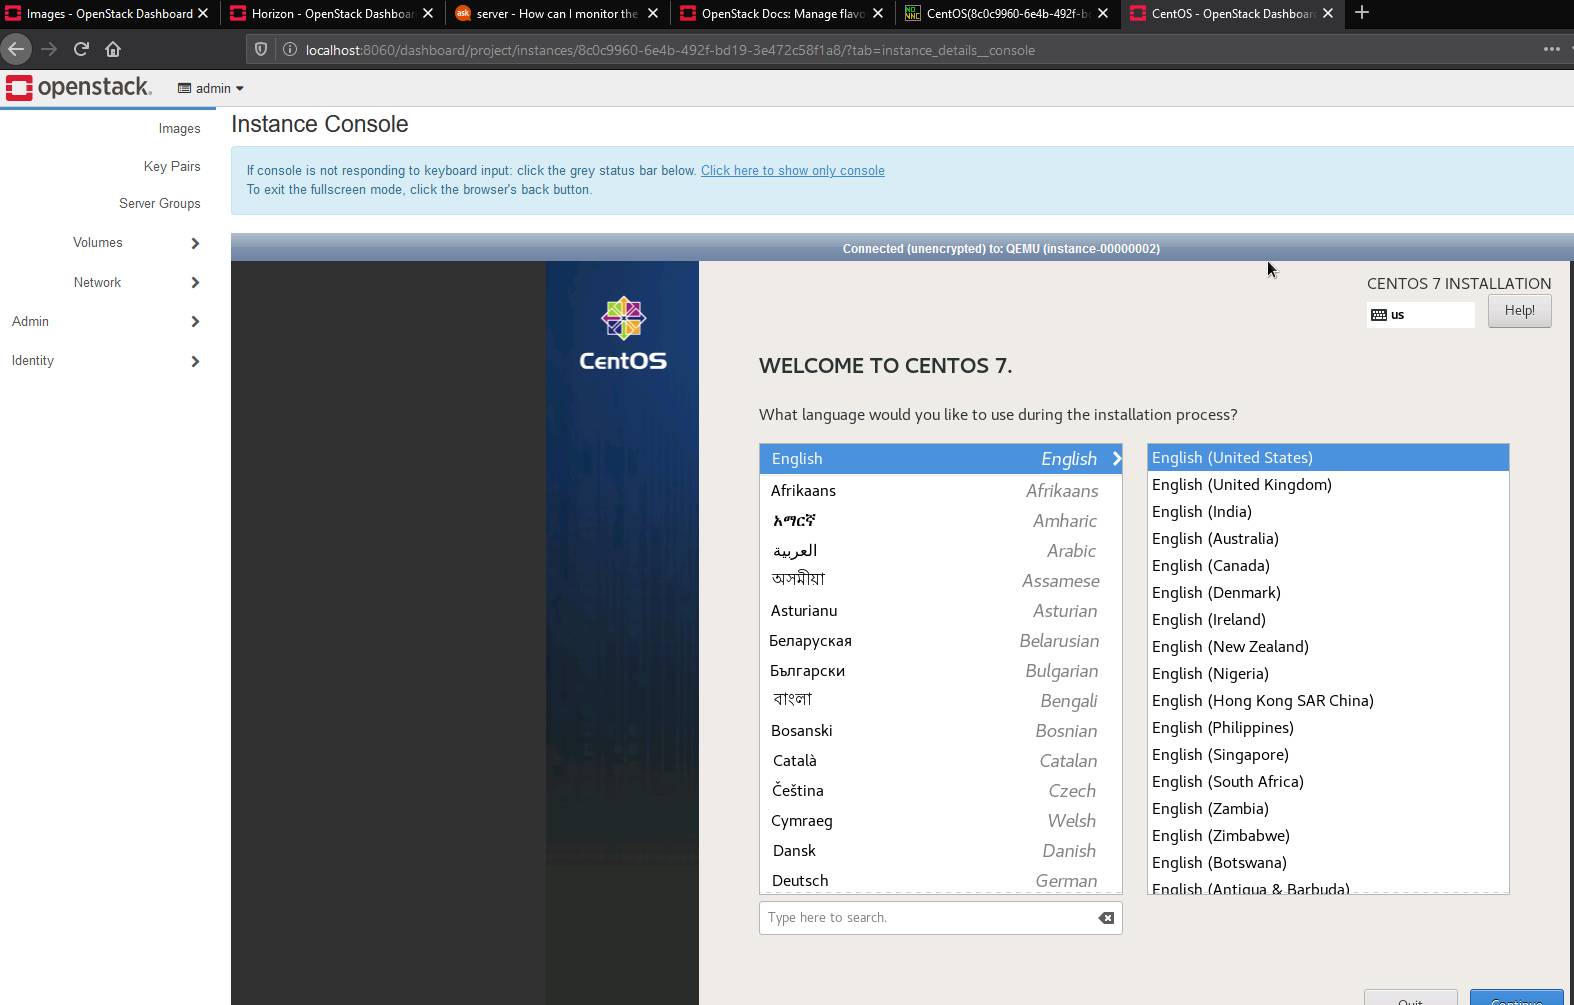 Images - OpenStack Dashboard
Horizon - OpenStack Dashboar
ask server - How can I monitor the
OpenStack Docs: Manage flavo
NO VNC CentOS(8c0c9960-6e4b-492f-b
CentOS - OpenStack Dashboar
localhost:8060/dashboard/project/instances/8c0c9960-6e4b-492f-bd19-3e472c58f1a8/?tab=instance_details__console
openstack.
admin
Images
Key Pairs
Server Groups
Volumes
Network
Admin
Identity
Instance Console
If console is not responding to keyboard input: click the grey status bar below. Click here to show only console
To exit the fullscreen mode, click the browser's back button.
Connected (unencrypted) to: QEMU (instance-00000002)
CentOS
CENTOS 7 INSTALLATION
us
Help!
WELCOME TO CENTOS 7.
What language would you like to use during the installation process?
English English
Afrikaans Afrikaans
አማርኛ Amharic
العربية Arabic
অসমীয়া Assamese
Asturianu Asturian
Беларуская Belarusian
Български Bulgarian
বাংলা Bengali
Bosanski Bosnian
Català Catalan
Čeština Czech
Cymraeg Welsh
Dansk Danish
Deutsch German
English (United States)
English (United Kingdom)
English (India)
English (Australia)
English (Canada)
English (Denmark)
English (Ireland)
English (New Zealand)
English (Nigeria)
English (Hong Kong SAR China)
English (Philippines)
English (Singapore)
English (South Africa)
English (Zambia)
English (Zimbabwe)
English (Botswana)
English (Antigua & Barbuda)
Type here to search.
Quit
Continue